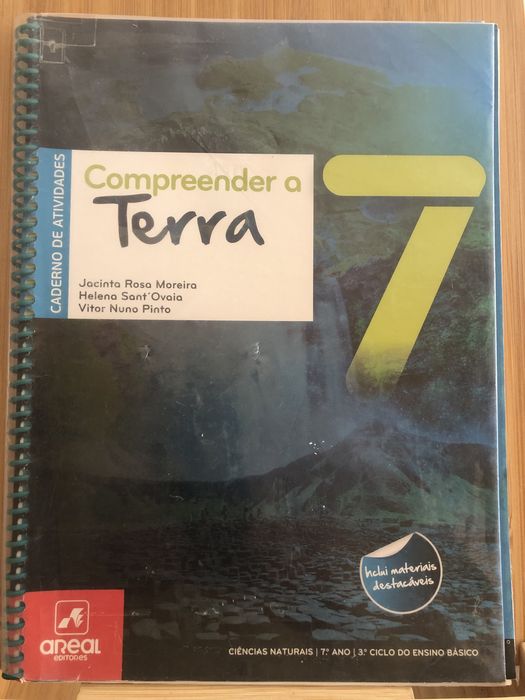 CADERNO DE ATIVIDADES
Compreender a
Terra
7
Jacinta Rosa Moreira
Helena Sant'Ovaia
Vitor Nuno Pinto
Inclui materiais
destacáveis
areal
EDITORES
CIÊNCIAS NATURAIS | 7.º ANO | 3.º CICLO DO ENSINO BÁSICO